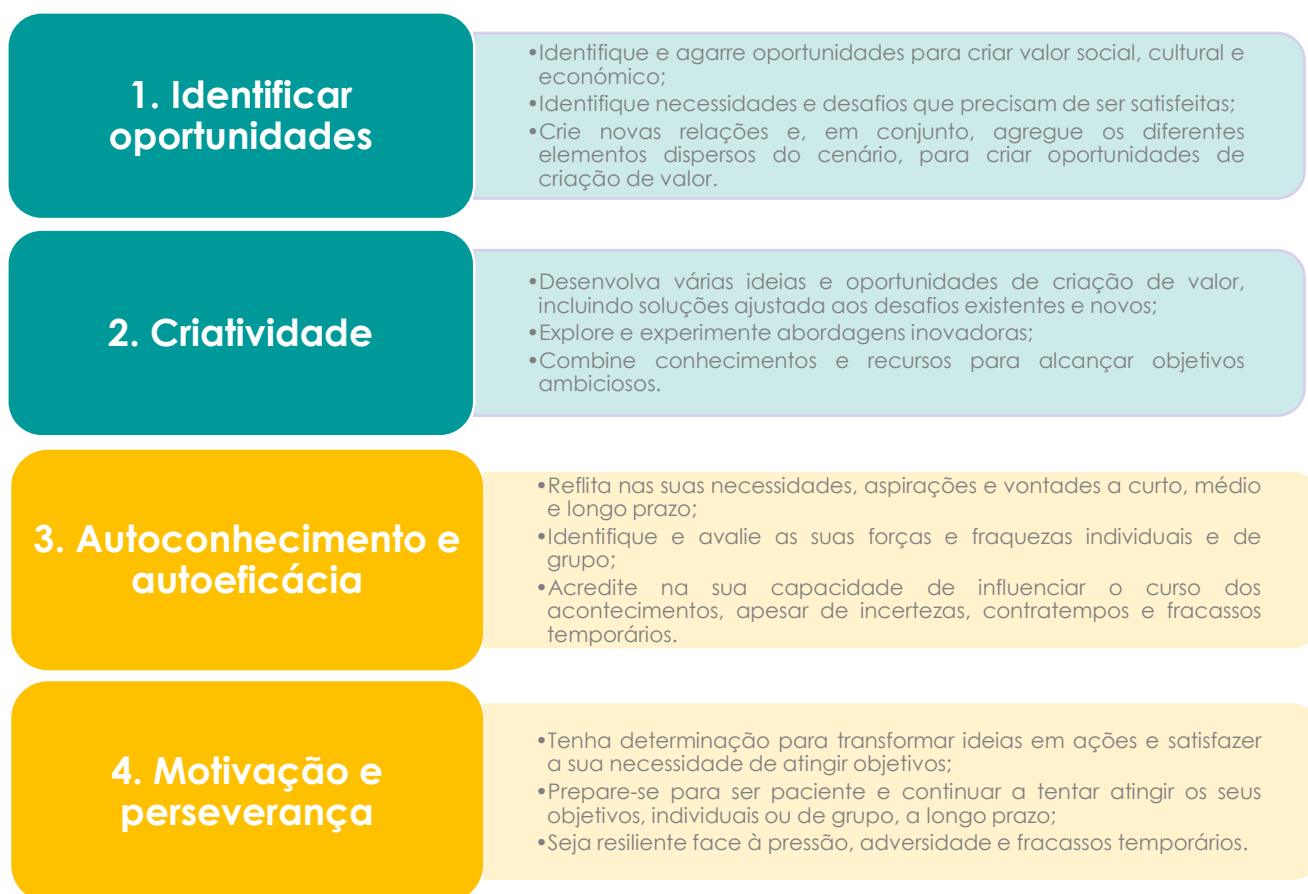 1. Identificar
oportunidades
•Identifique e agarre oportunidades para criar valor social, cultural e
económico;
•Identifique necessidades e desafios que precisam de ser satisfeitas;
•Crie novas relações e, em conjunto, agregue os diferentes
elementos dispersos do cenário, para criar oportunidades de
criação de valor.
2. Criatividade
•Desenvolva várias ideias e oportunidades de criação de valor,
incluindo soluções ajustada aos desafios existentes e novos;
•Explore e experimente abordagens inovadoras;
•Combine conhecimentos e recursos para alcançar objetivos
ambiciosos.
3. Autoconhecimento e
autoeficácia
•Reflita nas suas necessidades, aspirações e vontades a curto, médio
e longo prazo;
•Identifique e avalie as suas forças e fraquezas individuais e de
grupo;
•Acredite na sua capacidade de influenciar o curso dos
acontecimentos, apesar de incertezas, contratempos e fracassos
temporários.
4. Motivação e
perseverança
•Tenha determinação para transformar ideias em ações e satisfazer
a sua necessidade de atingir objetivos;
•Prepare-se para ser paciente e continuar a tentar atingir os seus
objetivos, individuais ou de grupo, a longo prazo;
•Seja resiliente face à pressão, adversidade e fracassos temporários.